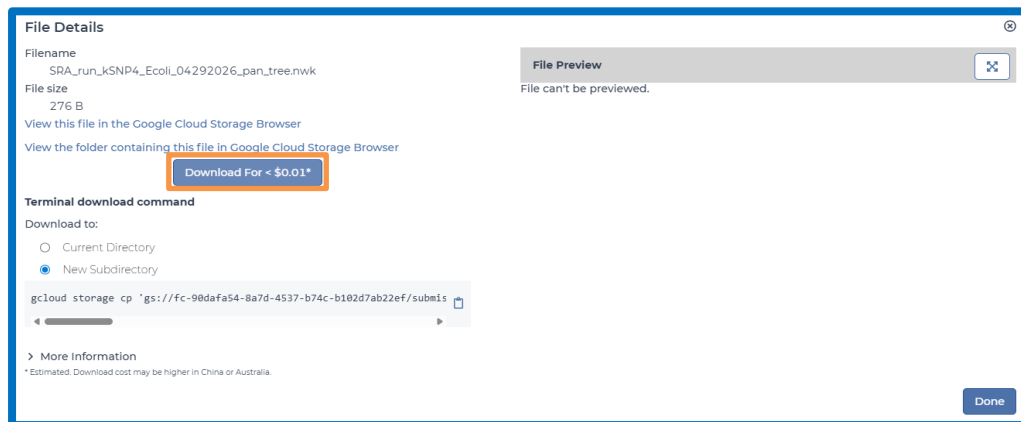 File Details
Filename
SRA_run_kSNP4_Ecoli_04292026_pan_tree.nwk
File size
276 B
View this file in the Google Cloud Storage Browser
View the folder containing this file in Google Cloud Storage Browser
Download For < $0.01*
Terminal download command
Download to:
Current Directory
New Subdirectory
gcloud storage cp 'gs://fc-90dafa54-8a7d-4537-b74c-b102d7ab22ef/submis
> More Information
* Estimated. Download cost may be higher in China or Australia.
File Preview
File can't be previewed.
Done